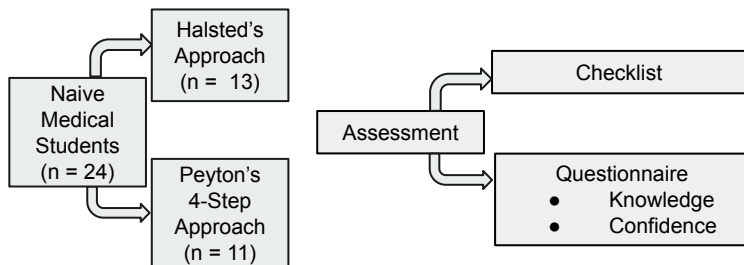 Naive
Medical
Students
(n = 24)
Halsted's
Approach
(n = 13)
Peyton's
4-Step
Approach
(n = 11)
Assessment
Checklist
Questionnaire
● Knowledge
● Confidence